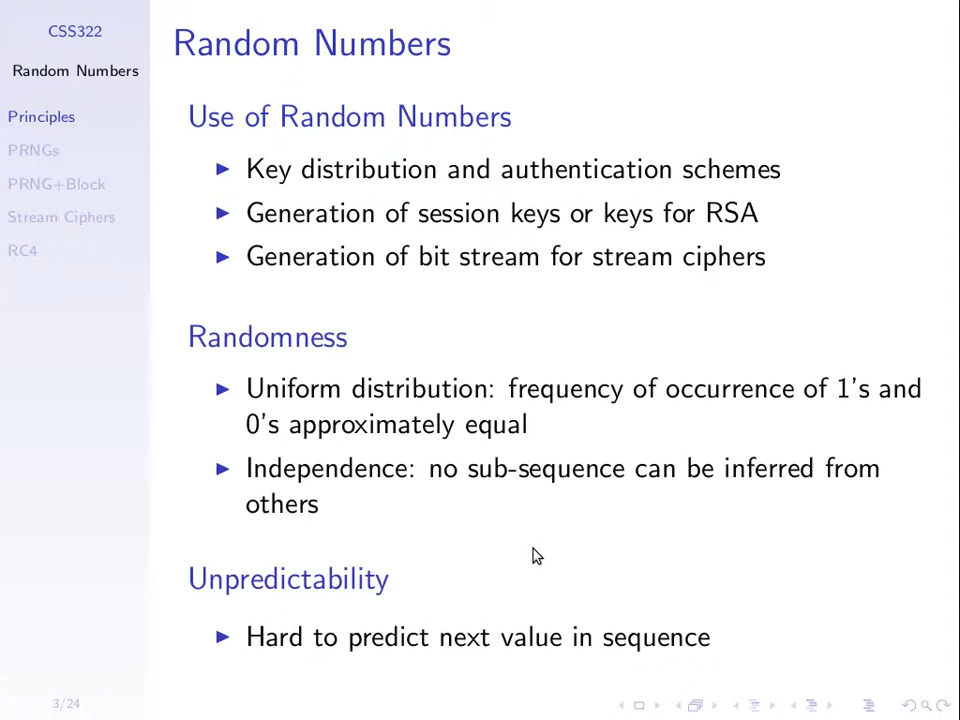 CSS322
Random Numbers
Principles
PRNGs
PRNG+Block
Stream Ciphers
RC4
Random Numbers
Use of Random Numbers
Key distribution and authentication schemes
Generation of session keys or keys for RSA
Generation of bit stream for stream ciphers
Randomness
Uniform distribution: frequency of occurrence of 1's and
0's approximately equal
Independence: no sub-sequence can be inferred from
others
Unpredictability
Hard to predict next value in sequence
3/24